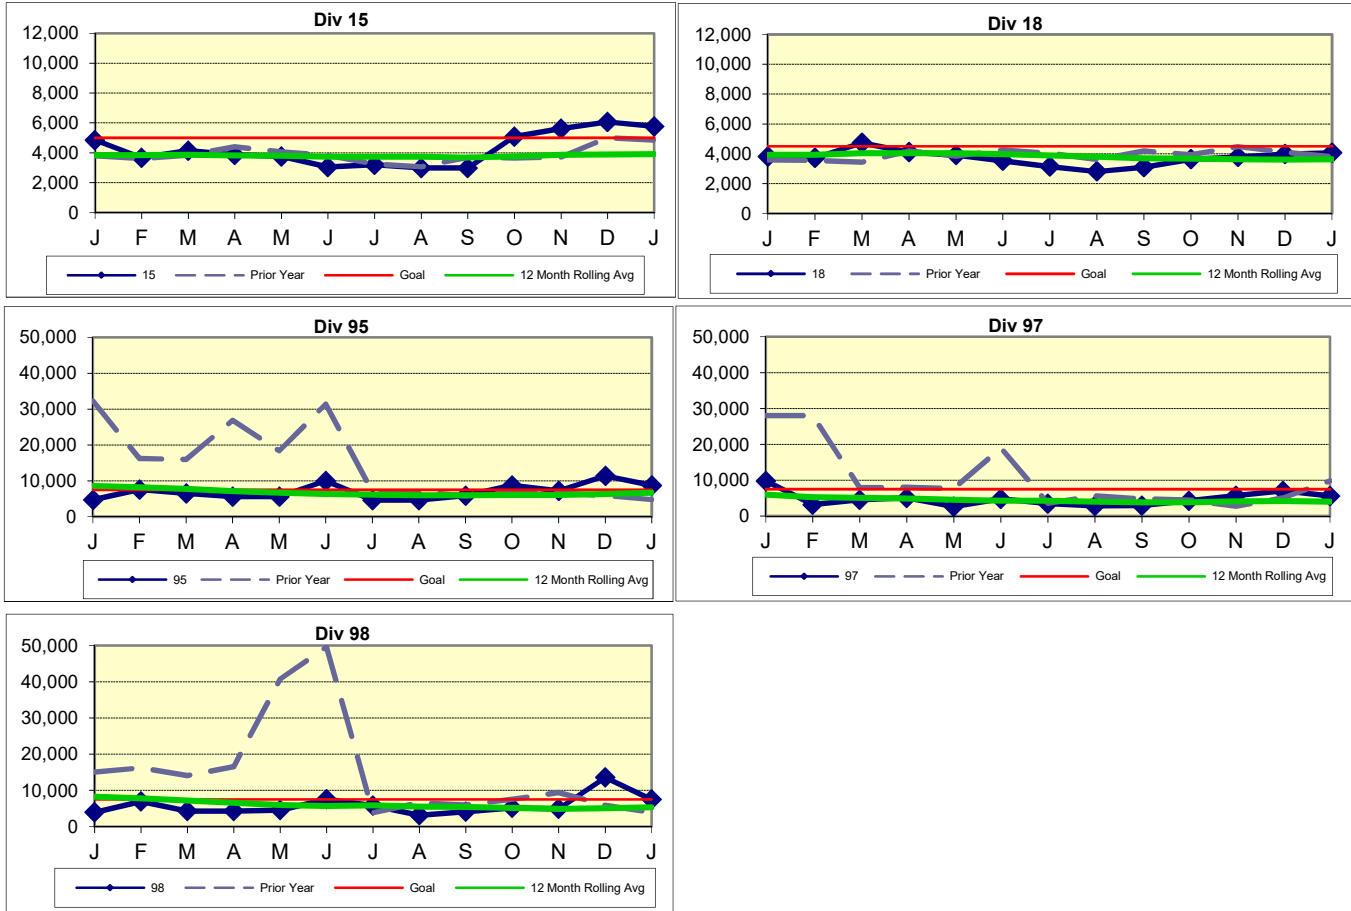 Div 15
12,000
10,000
8,000
6,000
4,000
2,000
0
J F M A M J J A S O N D J
15 Prior Year Goal 12 Month Rolling Avg
Div 18
12,000
10,000
8,000
6,000
4,000
2,000
0
J F M A M J J A S O N D J
18 Prior Year Goal 12 Month Rolling Avg
Div 95
50,000
40,000
30,000
20,000
10,000
0
J F M A M J J A S O N D J
95 Prior Year Goal 12 Month Rolling Avg
Div 97
50,000
40,000
30,000
20,000
10,000
0
J F M A M J J A S O N D J
97 Prior Year Goal 12 Month Rolling Avg
Div 98
50,000
40,000
30,000
20,000
10,000
0
J F M A M J J A S O N D J
98 Prior Year Goal 12 Month Rolling Avg